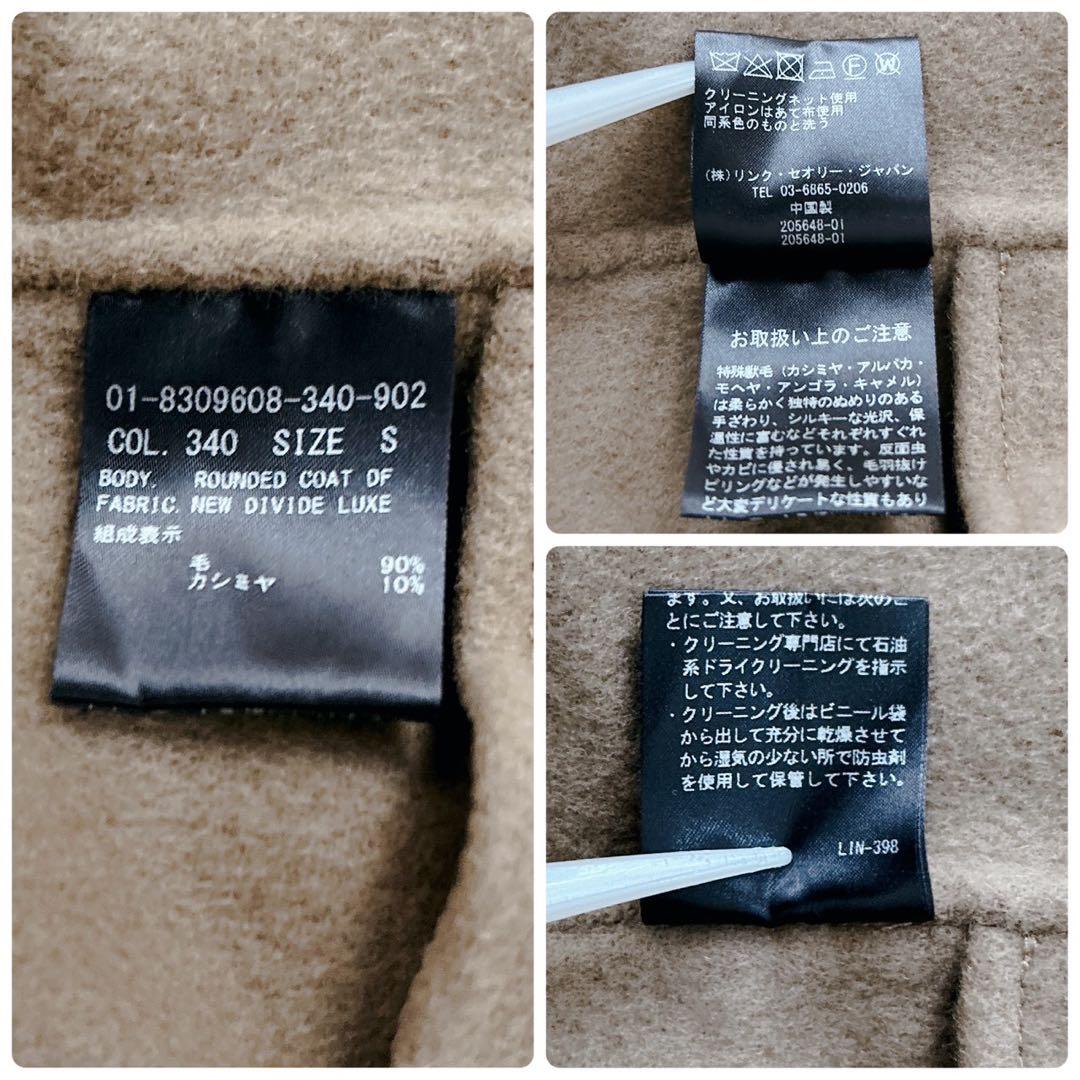 01-8309608-340-902
COL. 340 SIZE S
BODY. ROUNDED COAT DF
FABRIC. NEW DIVIDE LUXE
組成表示
毛 90%
カシミヤ 10%
F W
クリーニングネット使用
アイロンはあて布使用
同系色のものと洗う
(株)リンク・セオリー・ジャパン
TEL 03-6865-0206
中国製
205648-01
205648-01
お取扱い上のご注意
特殊獣毛(カシミヤ・アルパカ・
モヘヤ・アンゴラ・キャメル)
は柔らかく独特のぬめりのある
手ざわり、シルキーな光沢、保
温性に富むなどそれぞれすぐれ
た性質を持っています。反面虫
やカビに優され易く、毛羽抜け
ピリングなどが発生しやすいな
ど大変デリケートな性質もあり
ます。又、お取扱いには次のこ
とにご注意して下さい。
・クリーニング専門店にて石油
系ドライクリーニングを指示
して下さい。
・クリーニング後はビニール袋
から出して充分に乾燥させて
から湿気の少ない所で防虫剤
を使用して保管して下さい。
LIN-398